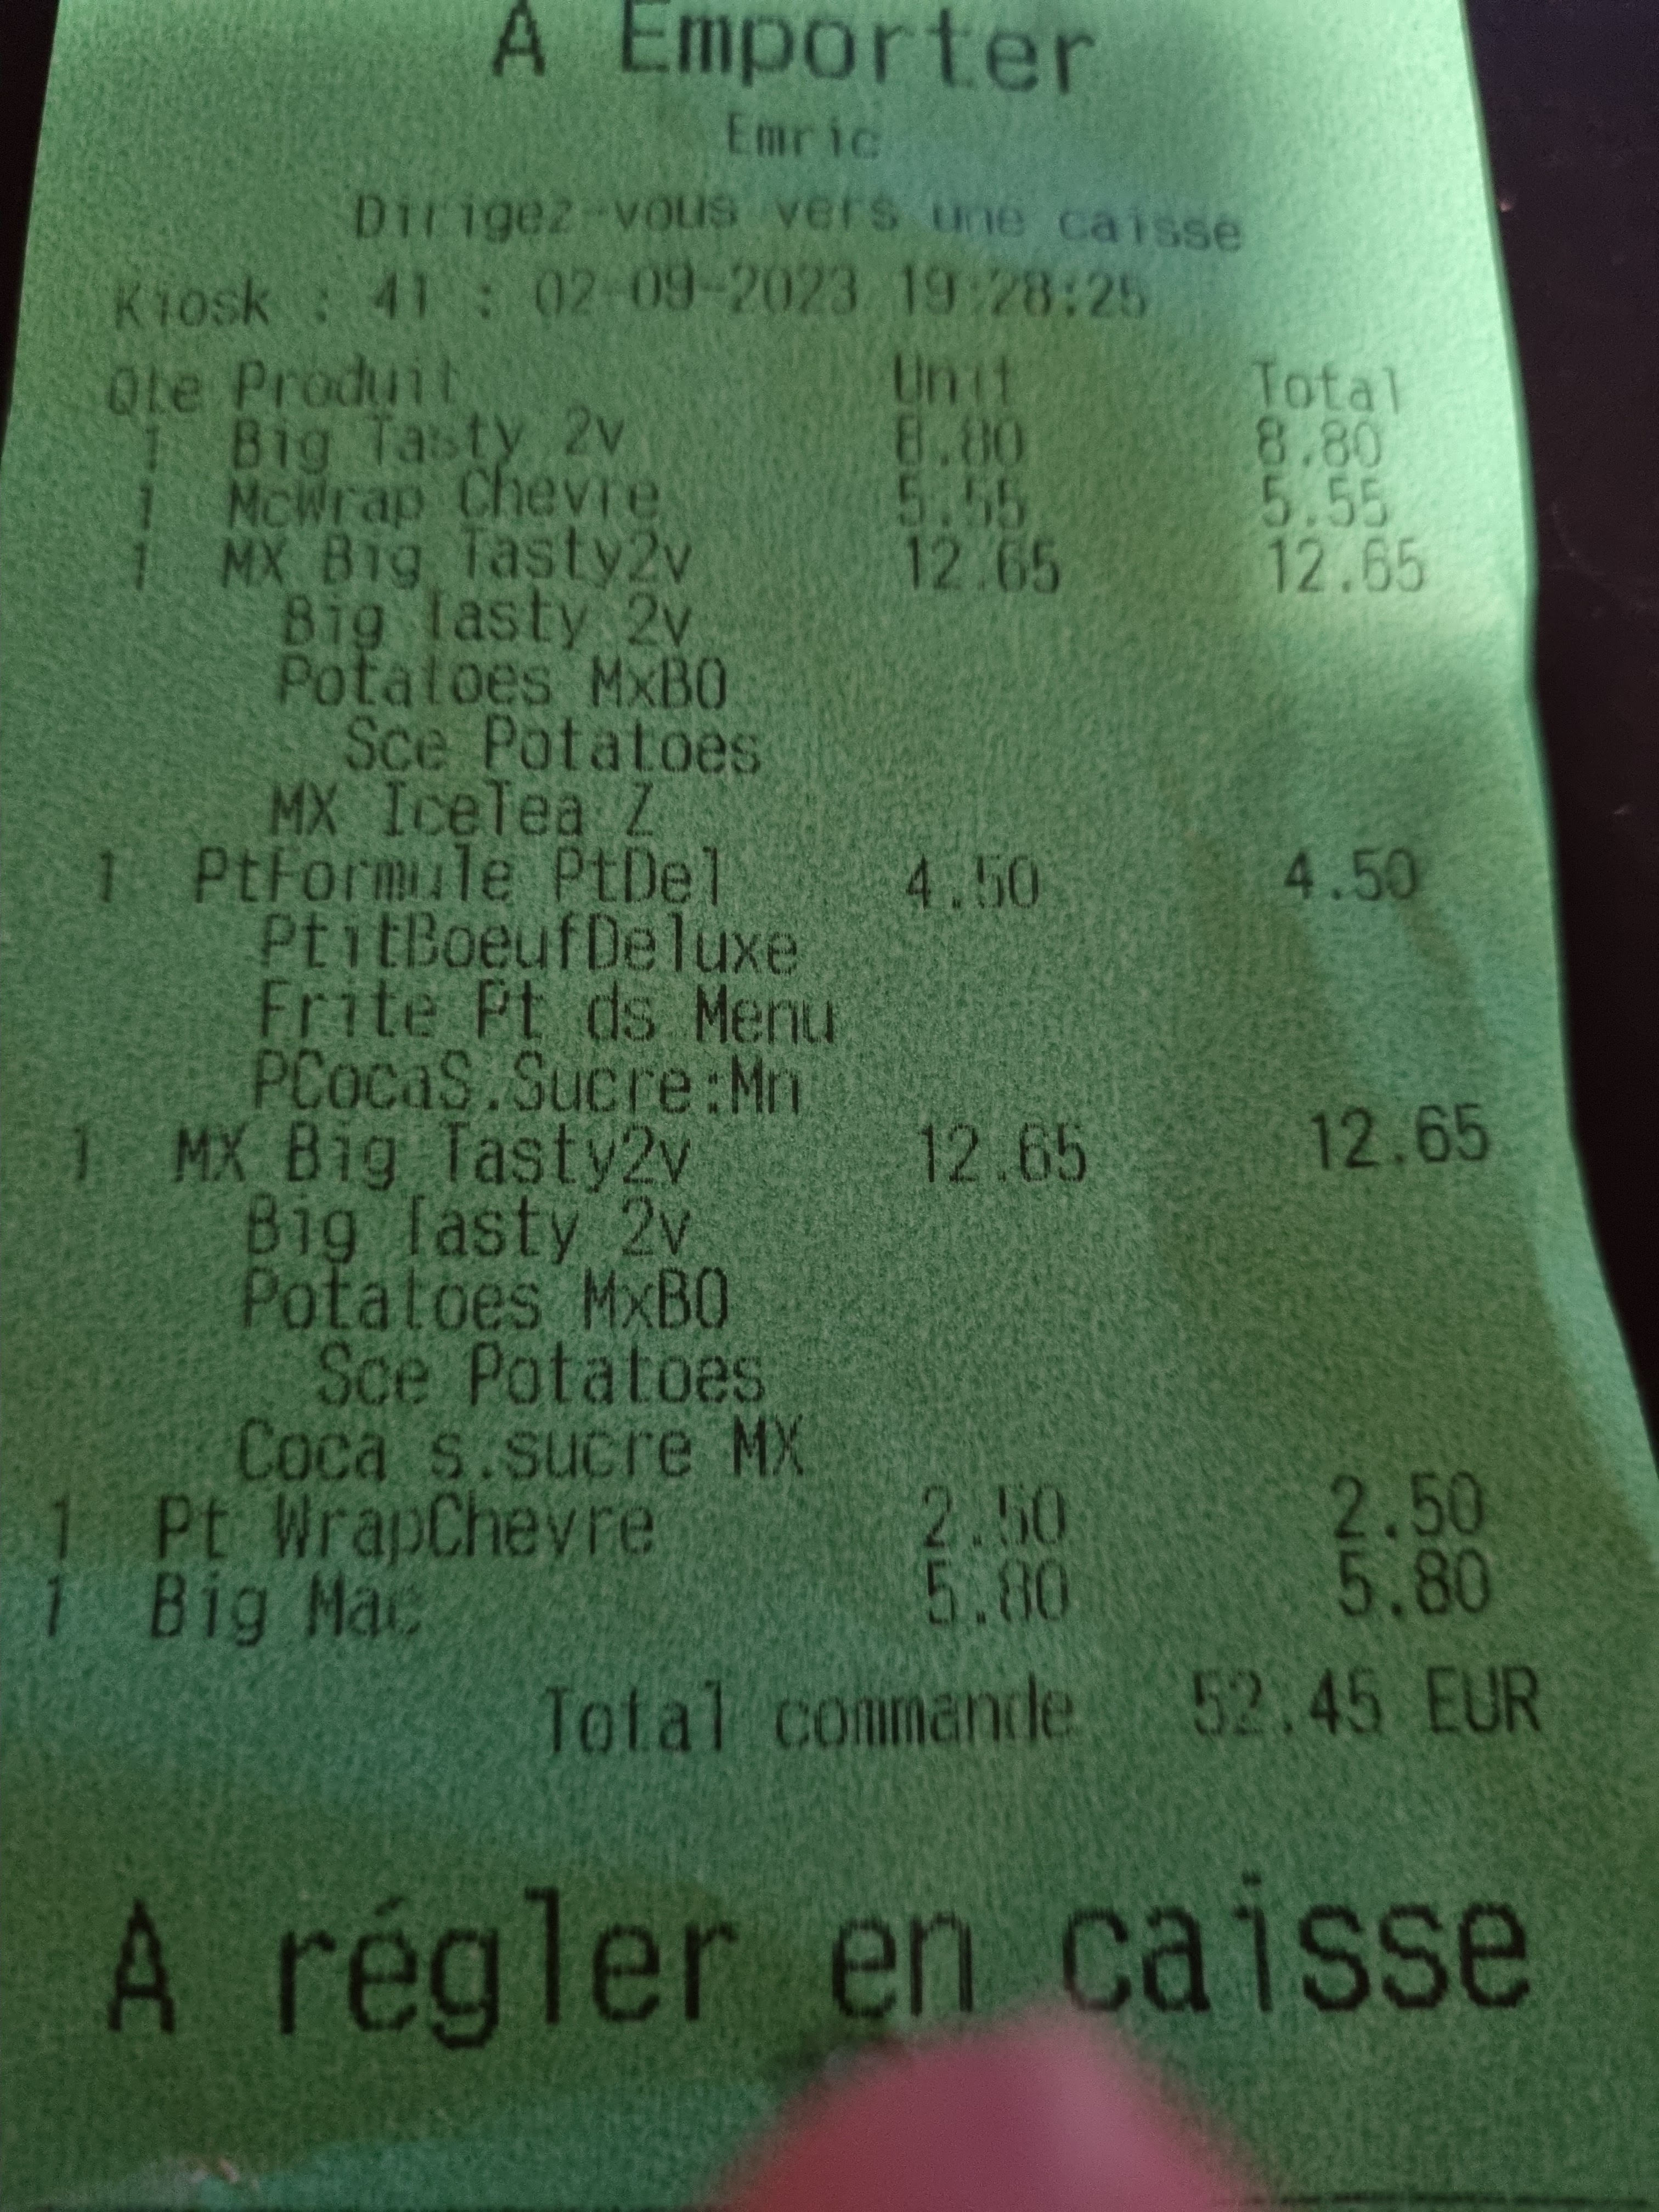 A Emporter
Emric
Dirigez-vous vers une caisse
Kiosk : 41 : 02-09-2023 19:28:25
Qte Produit Unit Total
1 Big Tasty 2v 8.80 8.80
1 McWrap Chevre 5.55 5.55
1 MX Big Tasty2v 12.65 12.65
Big Tasty 2v
Potatoes MxBO
Sce Potatoes
MX IceTea Z
1 PtFormule PtDel 4.50 4.50
PtitBoeufDeluxe
Frite Pt ds Menu
PCocaS.Sucre:Mn
1 MX Big Tasty2v 12.65 12.65
Big Tasty 2v
Potatoes MxBO
Sce Potatoes
Coca s.sucre MX
1 Pt WrapChevre 2.50 2.50
1 Big Mac 5.80 5.80
Total commande 52.45 EUR
A régler en caisse